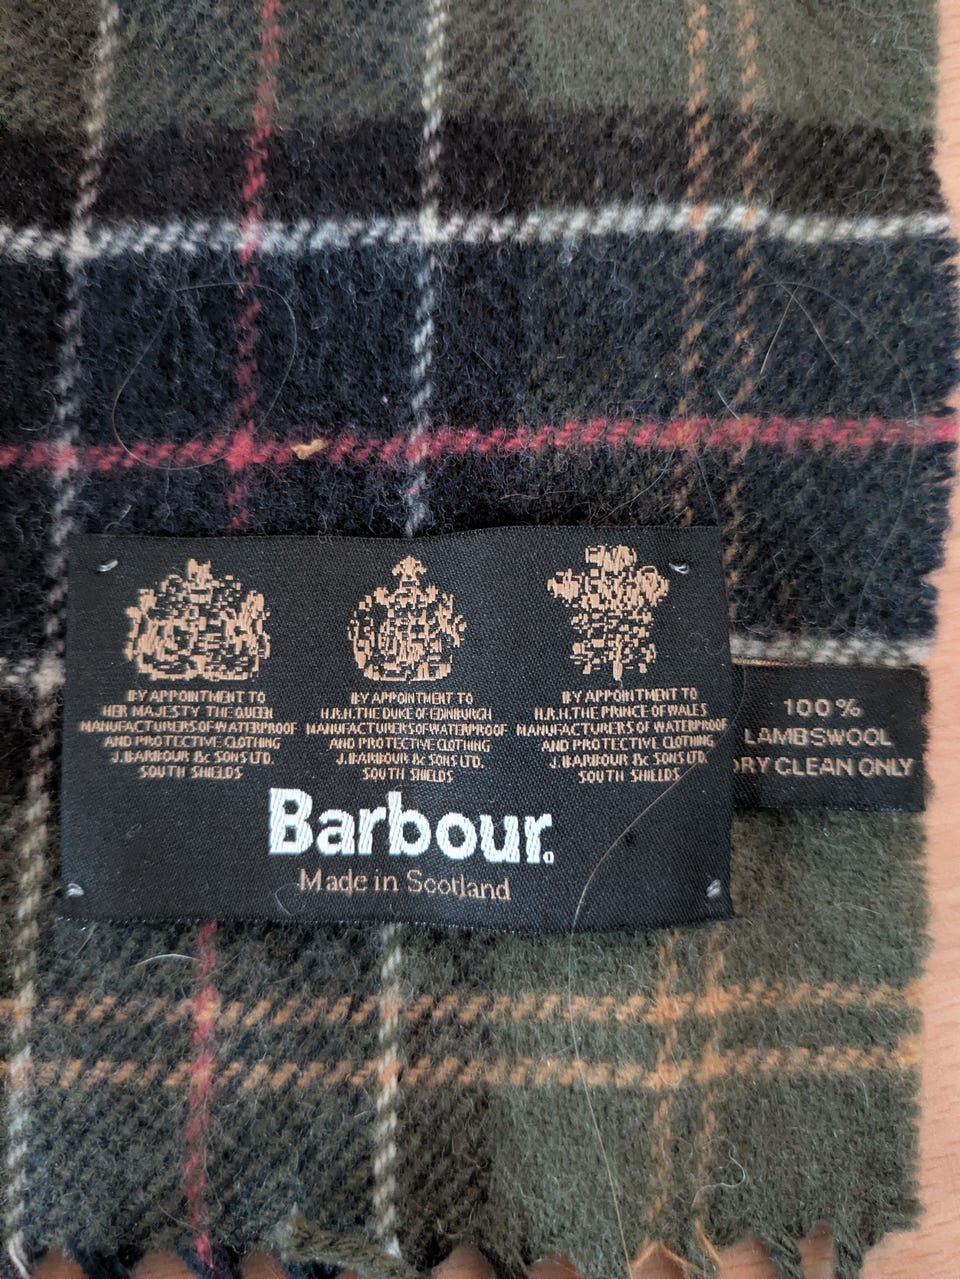 BY APPOINTMENT TO
HER MAJESTY THE QUEEN
MANUFACTURERS OF WATERPROOF
AND PROTECTIVE CLOTHING
J. BARBOUR & SONS LTD.
SOUTH SHIELDS
BY APPOINTMENT TO
H.R.H. THE DUKE OF EDINBURGH
MANUFACTURERS OF WATERPROOF
AND PROTECTIVE CLOTHING
J. BARBOUR & SONS LTD.
SOUTH SHIELDS
BY APPOINTMENT TO
H.R.H. THE PRINCE OF WALES
MANUFACTURERS OF WATERPROOF
AND PROTECTIVE CLOTHING
J. BARBOUR & SONS LTD.
SOUTH SHIELDS
Barbour
Made in Scotland
100%
LAMBSWOOL
DRY CLEAN ONLY